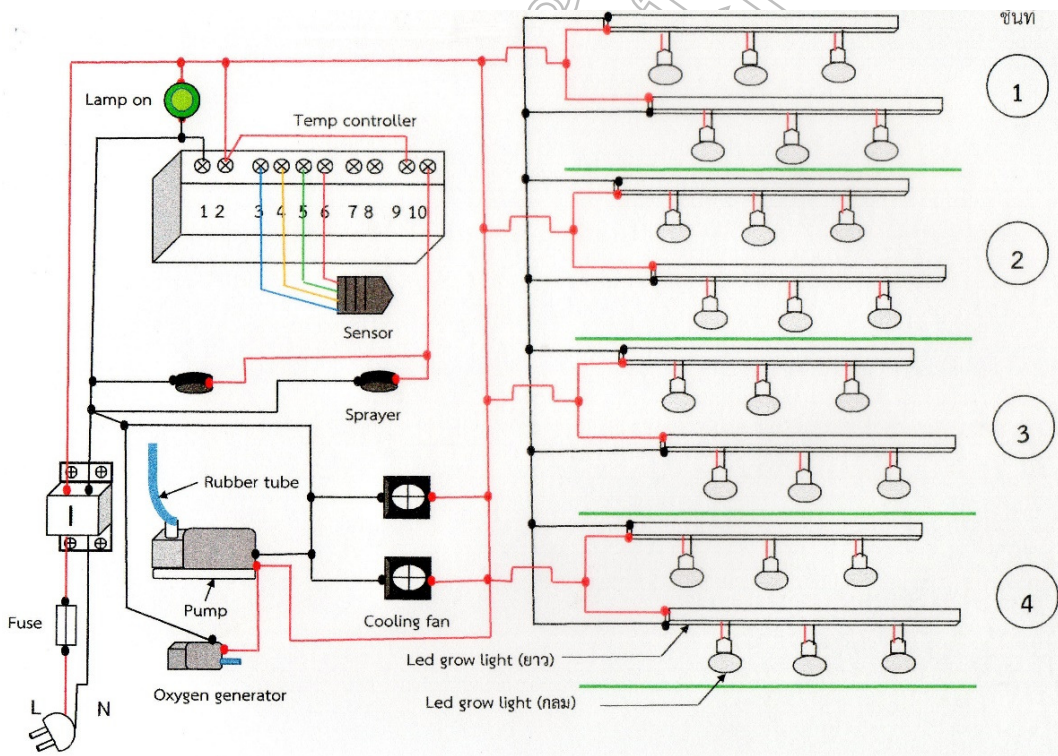 ชั้นที่
Lamp on
1
Temp controller
1 2 3 4 5 6 7 8 9 10
2
Sensor
Sprayer
3
Rubber tube
Pump
Cooling fan
4
Fuse
Led grow light (ยาว)
Oxygen generator
Led grow light (กลม)
L N